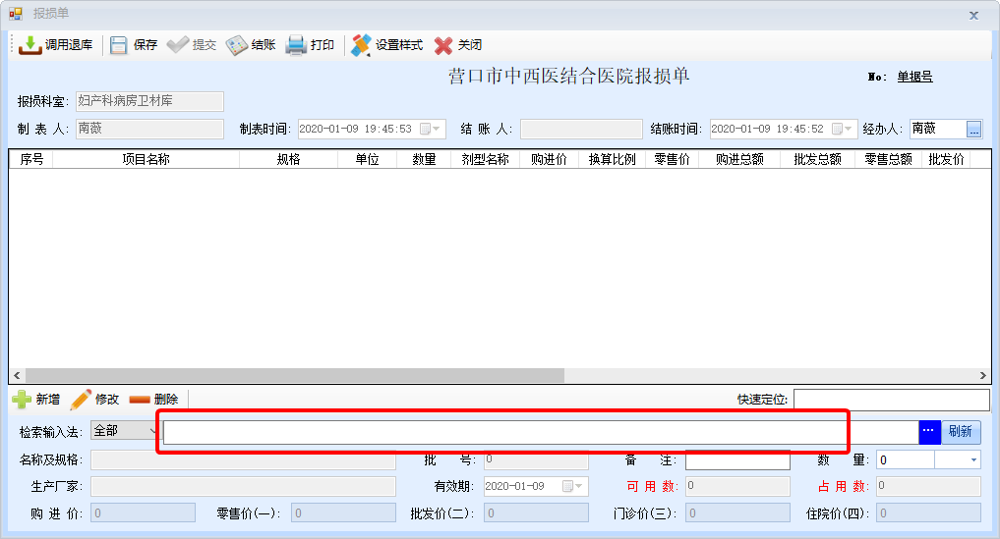 报损单
调用退库 保存 提交 结账 打印 设置样式 关闭
营口市中西医结合医院报损单 No: 单据号
报损科室: 妇产科病房卫材库
制 表 人: 南薇 制表时间: 2020-01-09 19:45:53 结 账 人: 结账时间: 2020-01-09 19:45:52 经办人: 南薇 ...
序号 项目名称 规格 单位 数量 剂型名称 购进价 换算比例 零售价 购进总额 批发总额 零售总额 批发价
新增 修改 删除 快速定位:
检索输入法: 全部 ... 刷新
名称及规格: 批 号: 0 备 注: 数 量: 0
生产厂家: 有效期: 2020-01-09 可 用 数: 0 占 用 数: 0
购 进 价: 0 零售价(一): 0 批发价(二): 0 门诊价(三): 0 住院价(四): 0